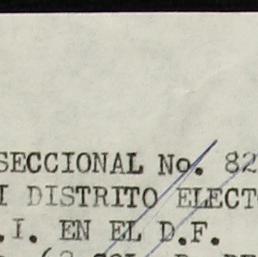 SECCIONAL No. 82
I DISTRITO ELECT
.I. EN EL D.F.